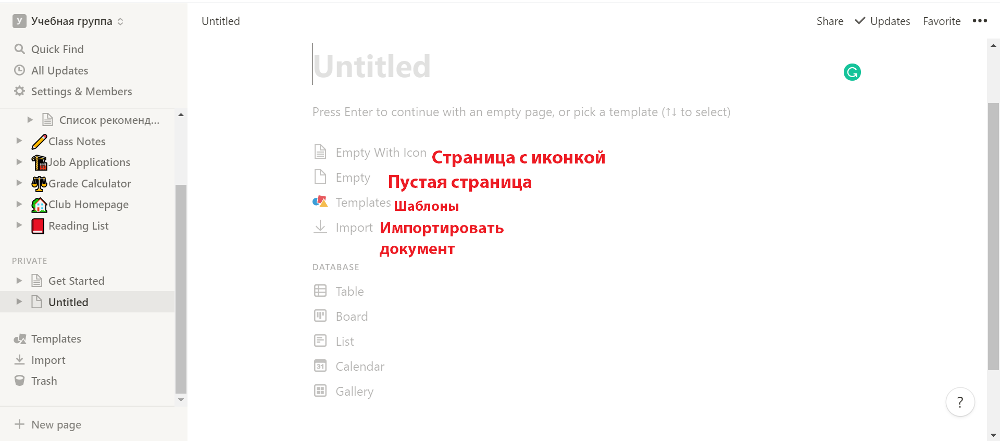 У Учебная группа
Quick Find
All Updates
Settings & Members
Список рекоменд...
Class Notes
Job Applications
Grade Calculator
Club Homepage
Reading List
PRIVATE
Get Started
Untitled
Templates
Import
Trash
New page
Untitled
Share Updates Favorite
Untitled
Press Enter to continue with an empty page, or pick a template (↑↓ to select)
Empty With Icon Страница с иконкой
Empty Пустая страница
Templates Шаблоны
Import Импортировать
документ
DATABASE
Table
Board
List
31 Calendar
Gallery
?